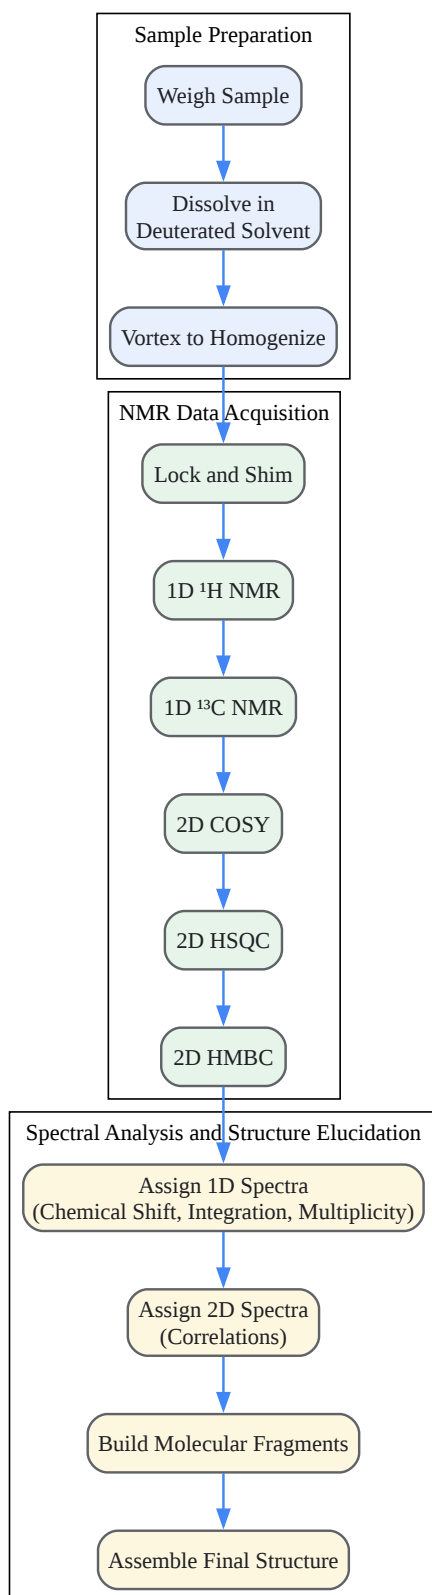 Sample Preparation
Weigh Sample
Dissolve in
Deuterated Solvent
Vortex to Homogenize
NMR Data Acquisition
Lock and Shim
1D ¹H NMR
1D ¹³C NMR
2D COSY
2D HSQC
2D HMBC
Spectral Analysis and Structure Elucidation
Assign 1D Spectra
(Chemical Shift, Integration, Multiplicity)
Assign 2D Spectra
(Correlations)
Build Molecular Fragments
Assemble Final Structure